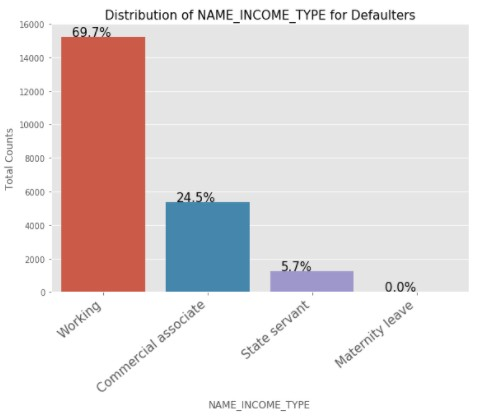 Distribution of NAME_INCOME_TYPE for Defaulters
Total Counts
16000
14000
12000
10000
8000
6000
4000
2000
0
69.7%
24.5%
5.7%
0.0%
Working
Commercial associate
State servant
Maternity leave
NAME_INCOME_TYPE